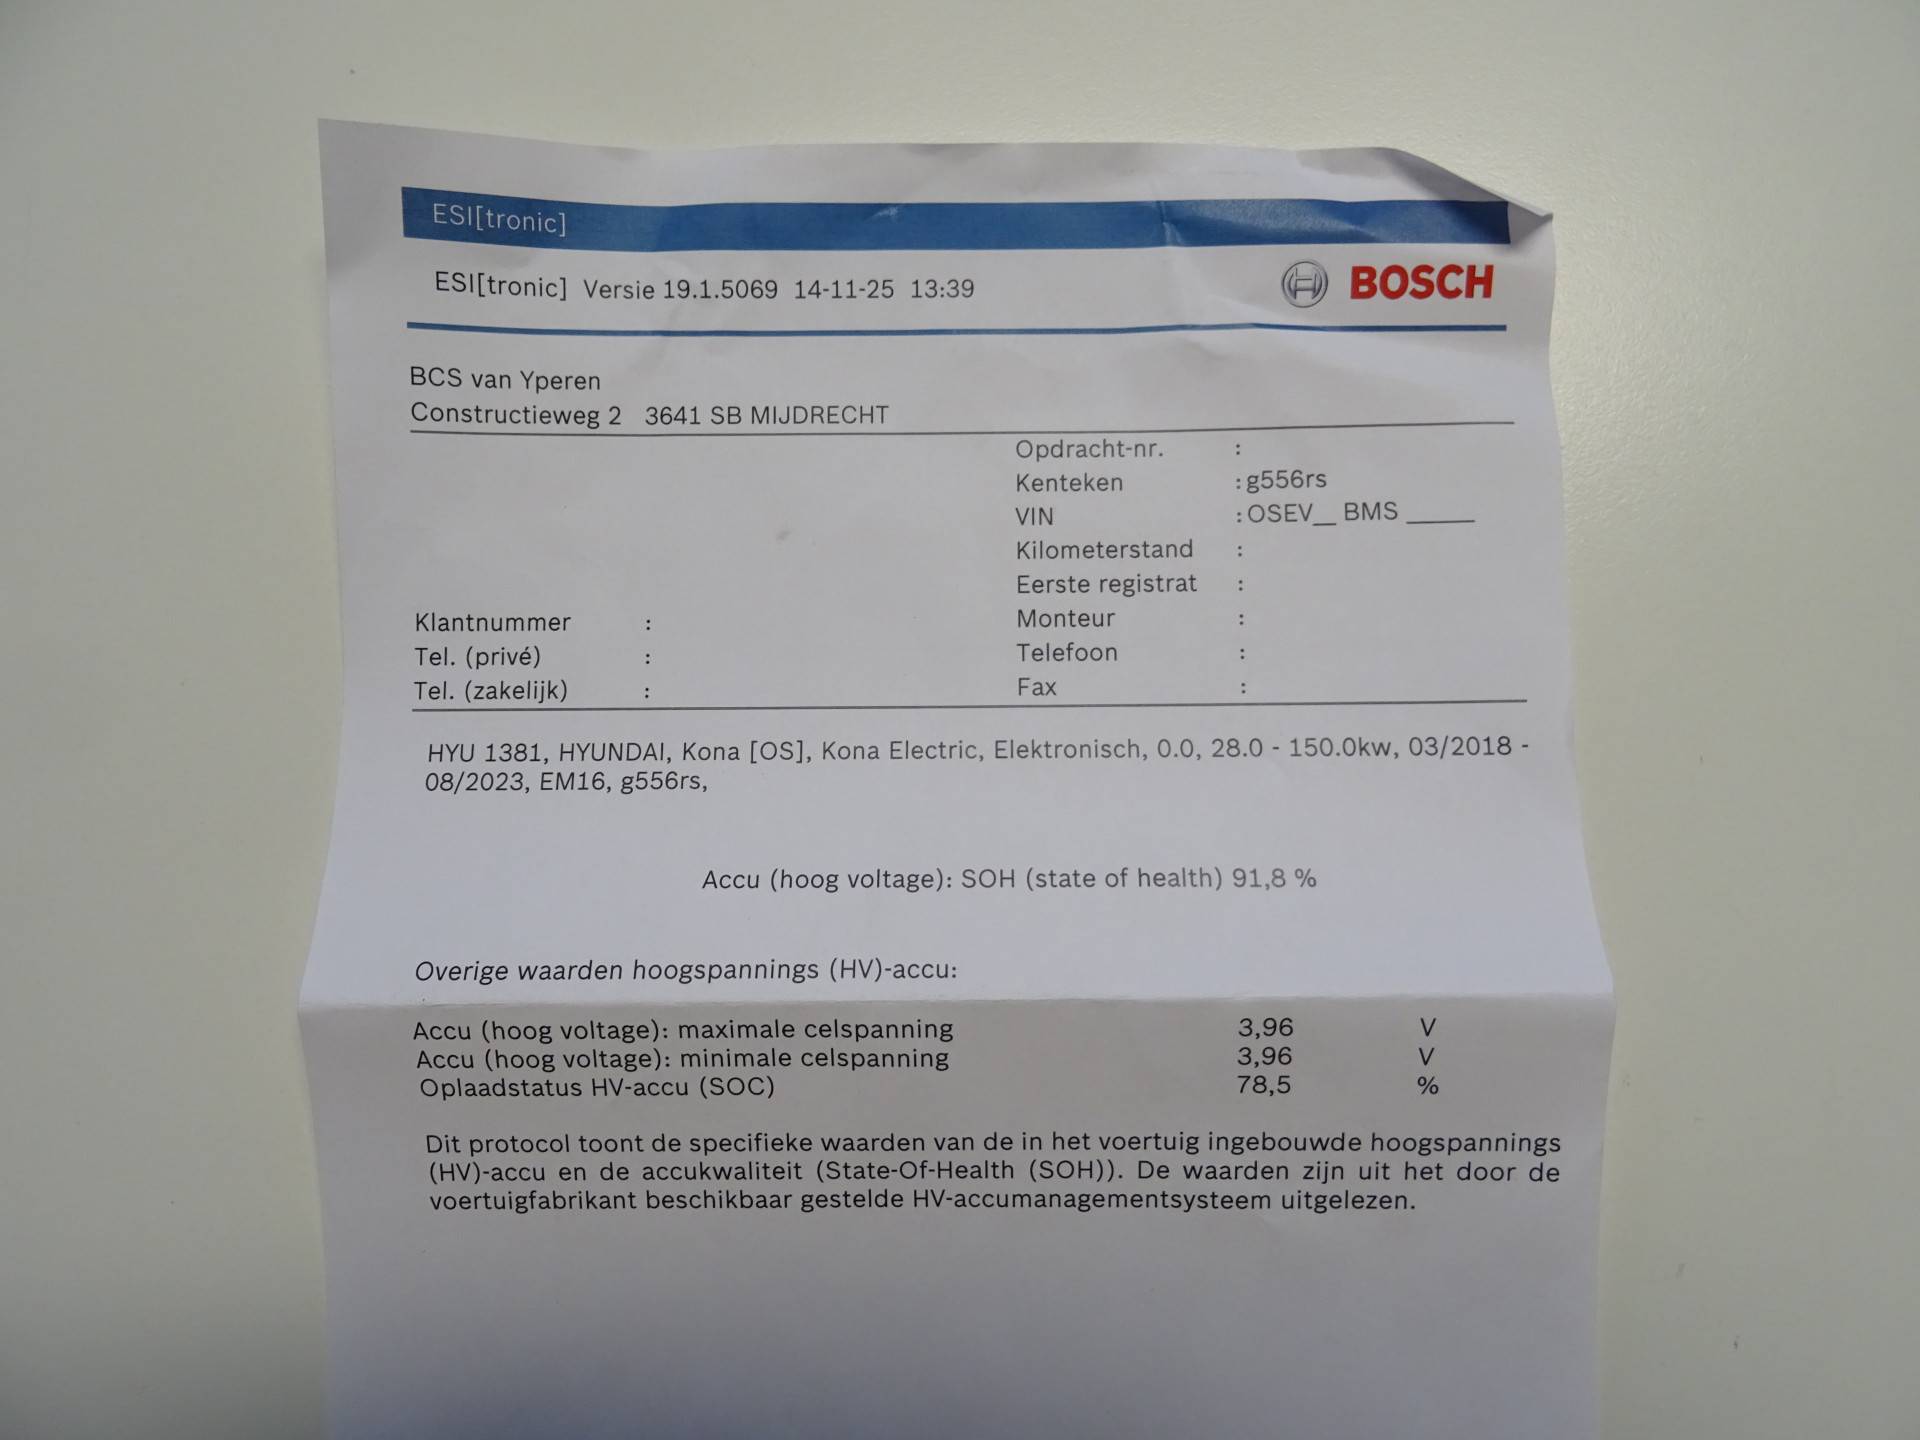 ESI[tronic]
ESI[tronic] Versie 19.1.5069 14-11-25 13:39
BOSCH
BCS van Yperen
Constructieweg 2 3641 SB MIJDRECHT
Opdracht-nr. :
Kenteken :g556rs
VIN :OSEV__ BMS _____
Kilometerstand :
Eerste registrat :
Klantnummer : Monteur :
Tel. (privé) : Telefoon :
Tel. (zakelijk) : Fax :
HYU 1381, HYUNDAI, Kona [OS], Kona Electric, Elektronisch, 0.0, 28.0 - 150.0kw, 03/2018 -
08/2023, EM16, g556rs,
Accu (hoog voltage): SOH (state of health) 91,8 %
Overige waarden hoogspannings (HV)-accu:
Accu (hoog voltage): maximale celspanning 3,96 V
Accu (hoog voltage): minimale celspanning 3,96 V
Oplaadstatus HV-accu (SOC) 78,5 %
Dit protocol toont de specifieke waarden van de in het voertuig ingebouwde hoogspannings
(HV)-accu en de accukwaliteit (State-Of-Health (SOH)). De waarden zijn uit het door de
voertuigfabrikant beschikbaar gestelde HV-accumanagementsysteem uitgelezen.